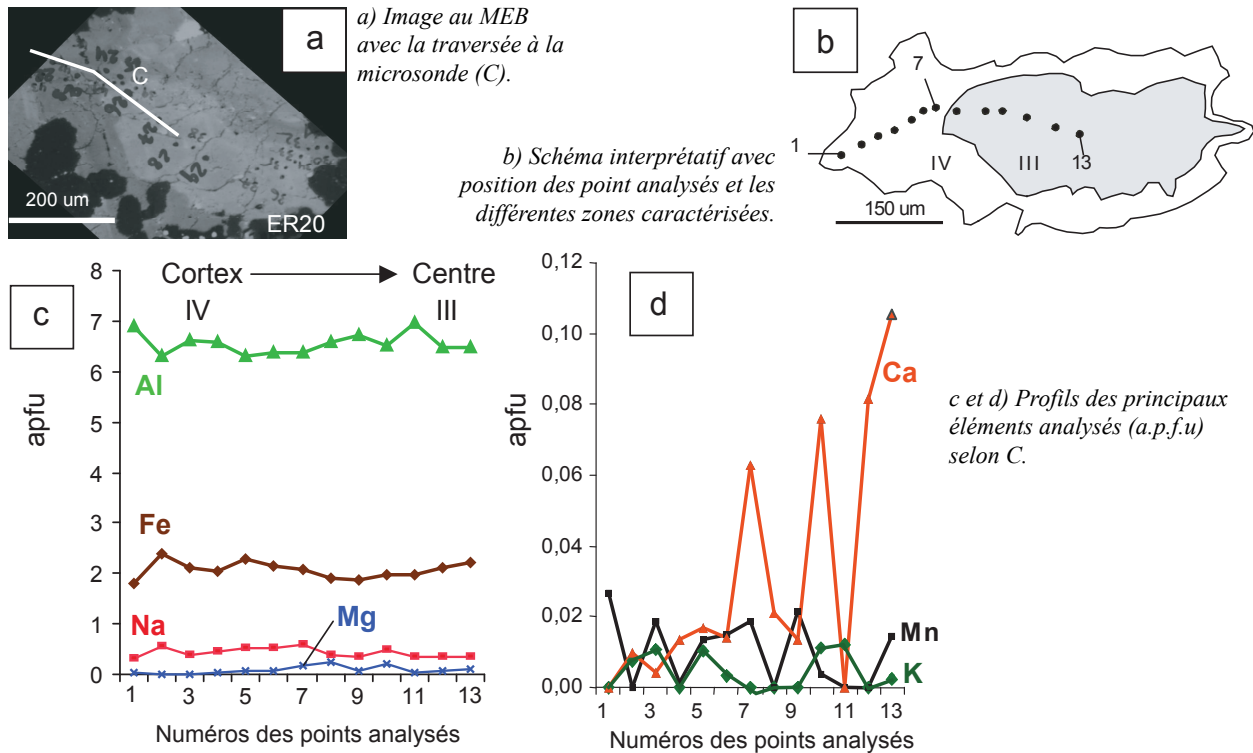 a
C
200 um
ER20
a) Image au MEB
avec la traversée à la
microsonde (C).
b
7
1
IV
III
13
150 um
b) Schéma interprétatif avec
position des point analysés et les
différentes zones caractérisées.
c
Cortex
Centre
IV
III
8
7
6
5
4
3
2
1
0
apfu
Al
Fe
Na
Mg
1 3 5 7 9 11 13
Numéros des points analysés
d
0,12
0,10
0,08
0,06
0,04
0,02
0,00
apfu
Ca
Mn
K
1 3 5 7 9 11 13
Numéros des points analysés
c et d) Profils des principaux
éléments analysés (a.p.f.u)
selon C.